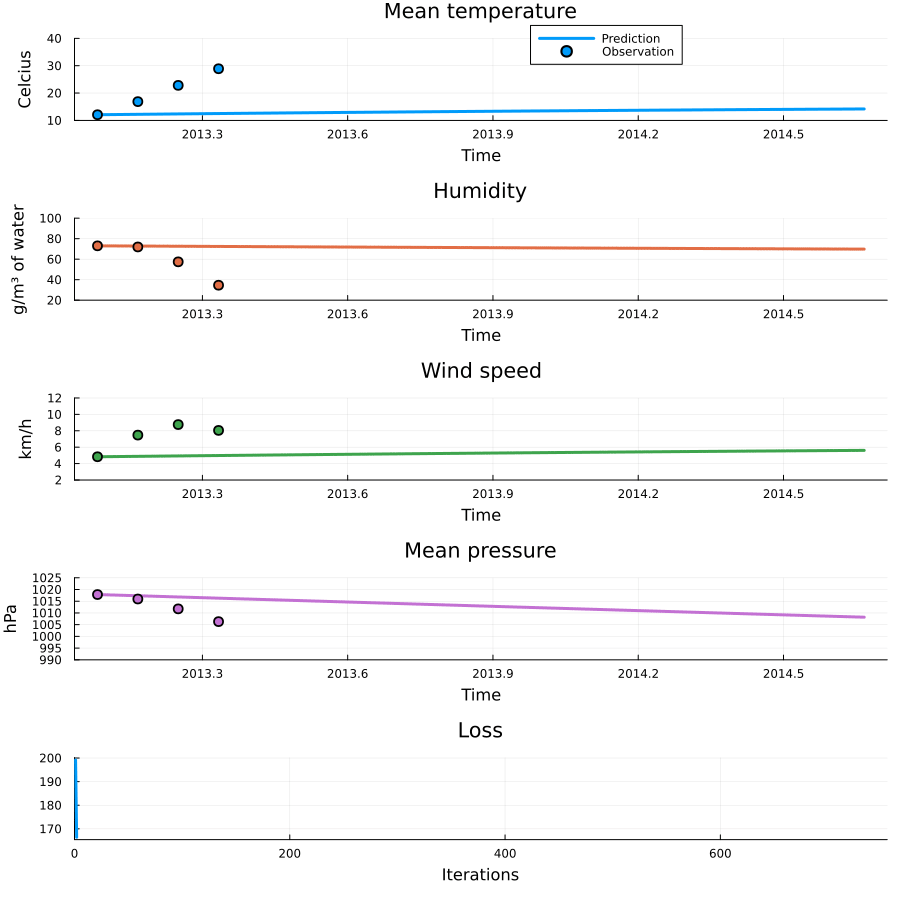 Mean temperature
Prediction
Observation
40
30
20
10
Celcius
2013.3 2013.6 2013.9 2014.2 2014.5
Time
Humidity
100
80
60
40
20
g/m³ of water
2013.3 2013.6 2013.9 2014.2 2014.5
Time
Wind speed
12
10
8
6
4
2
km/h
2013.3 2013.6 2013.9 2014.2 2014.5
Time
Mean pressure
1025
1020
1015
1010
1005
1000
995
990
hPa
2013.3 2013.6 2013.9 2014.2 2014.5
Time
Loss
200
190
180
170
0 200 400 600
Iterations